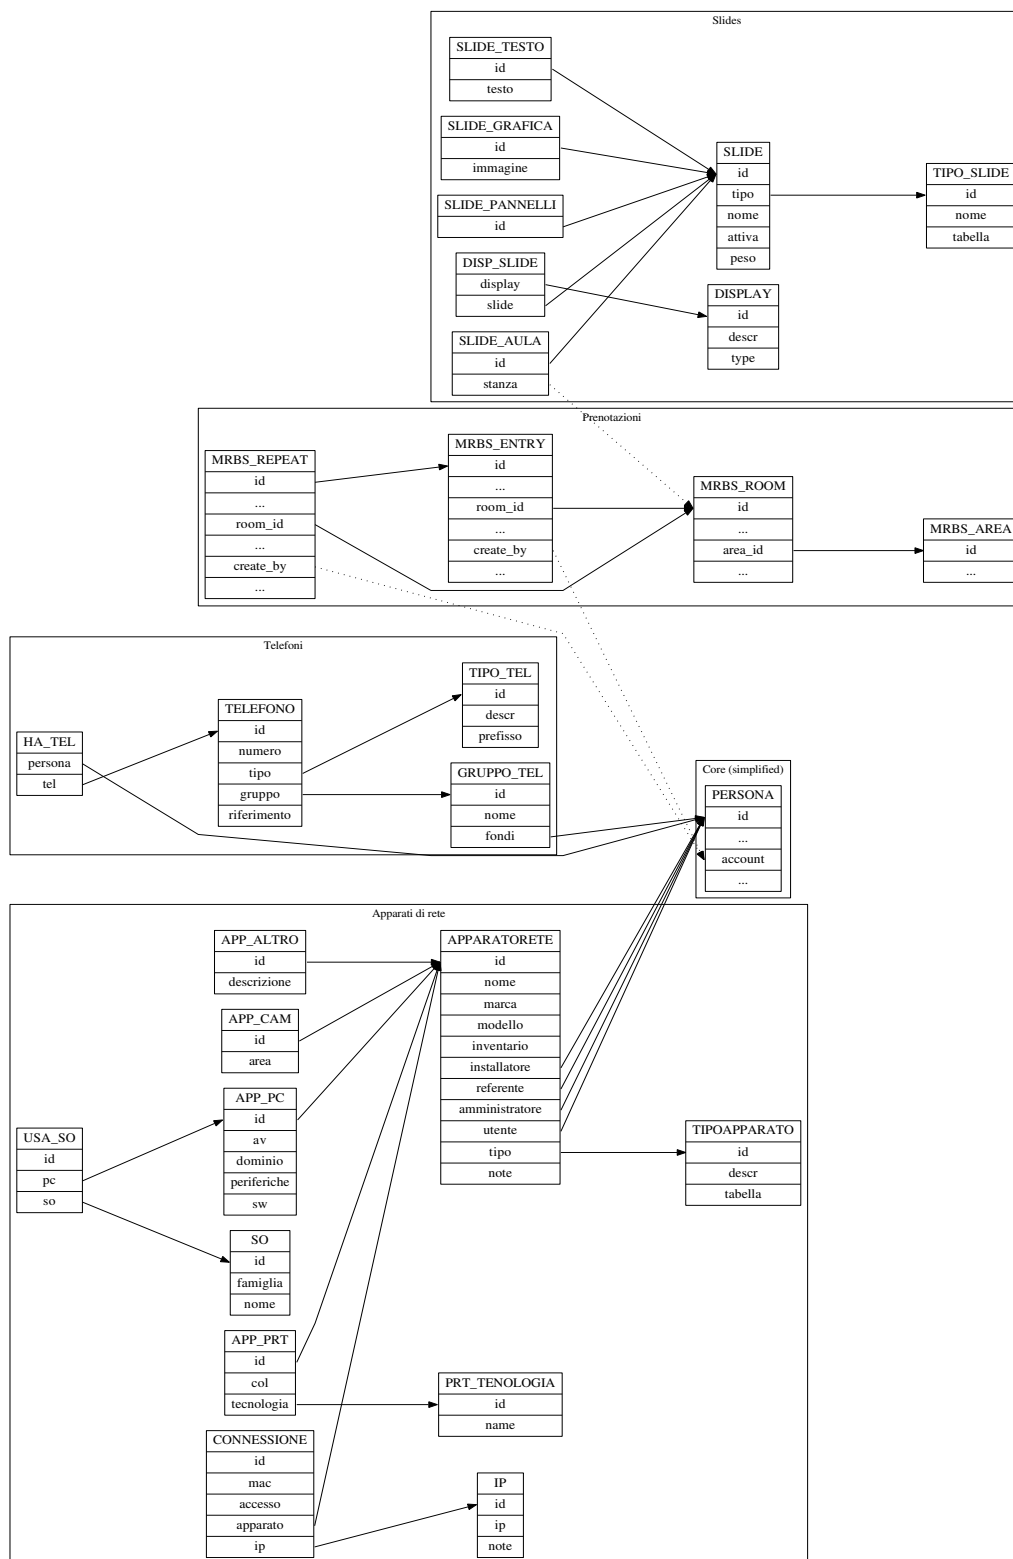 Slides
SLIDE_TESTO
id
testo
SLIDE_GRAFICA
id
immagine
SLIDE_PANNELLI
id
DISP_SLIDE
display
slide
SLIDE_AULA
id
stanza
SLIDE
id
tipo
nome
attiva
peso
DISPLAY
id
descr
type
TIPO_SLIDE
id
nome
tabella
Prenotazioni
MRBS_REPEAT
id
...
room_id
...
create_by
...
MRBS_ENTRY
id
...
room_id
...
create_by
...
MRBS_ROOM
id
...
area_id
...
MRBS_AREA
id
...
Telefoni
HA_TEL
persona
tel
TELEFONO
id
numero
tipo
gruppo
riferimento
TIPO_TEL
id
descr
prefisso
GRUPPO_TEL
id
nome
fondi
Core (simplified)
PERSONA
id
...
account
...
Apparati di rete
USA_SO
id
pc
so
APP_ALTRO
id
descrizione
APP_CAM
id
area
APP_PC
id
av
dominio
periferiche
sw
SO
id
famiglia
nome
APP_PRT
id
col
tecnologia
CONNESSIONE
id
mac
accesso
apparato
ip
APPARATORETE
id
nome
marca
modello
inventario
installatore
referente
amministratore
utente
tipo
note
PRT_TENOLOGIA
id
name
IP
id
ip
note
TIPOAPPARATO
id
descr
tabella